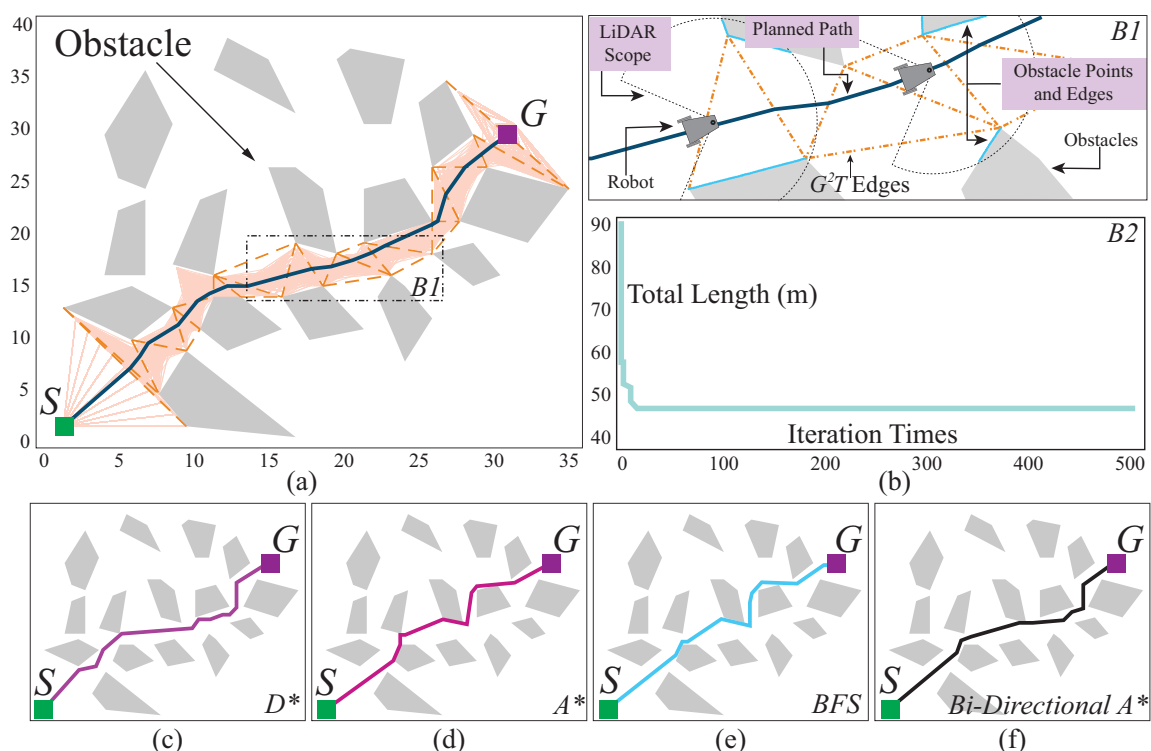 40
35
30
25
20
15
10
5
0
Obstacle
G
S
B1
0 5 10 15 20 25 30 35
(a)
B1
LiDAR
Scope
Planned Path
Obstacle Points
and Edges
Obstacles
Robot
G²T Edges
B2
90
80
70
60
50
40
Total Length (m)
Iteration Times
0 100 200 300 400 500
(b)
G
S
D*
(c)
G
S
A*
(d)
G
S
BFS
(e)
G
S
Bi-Directional A*
(f)